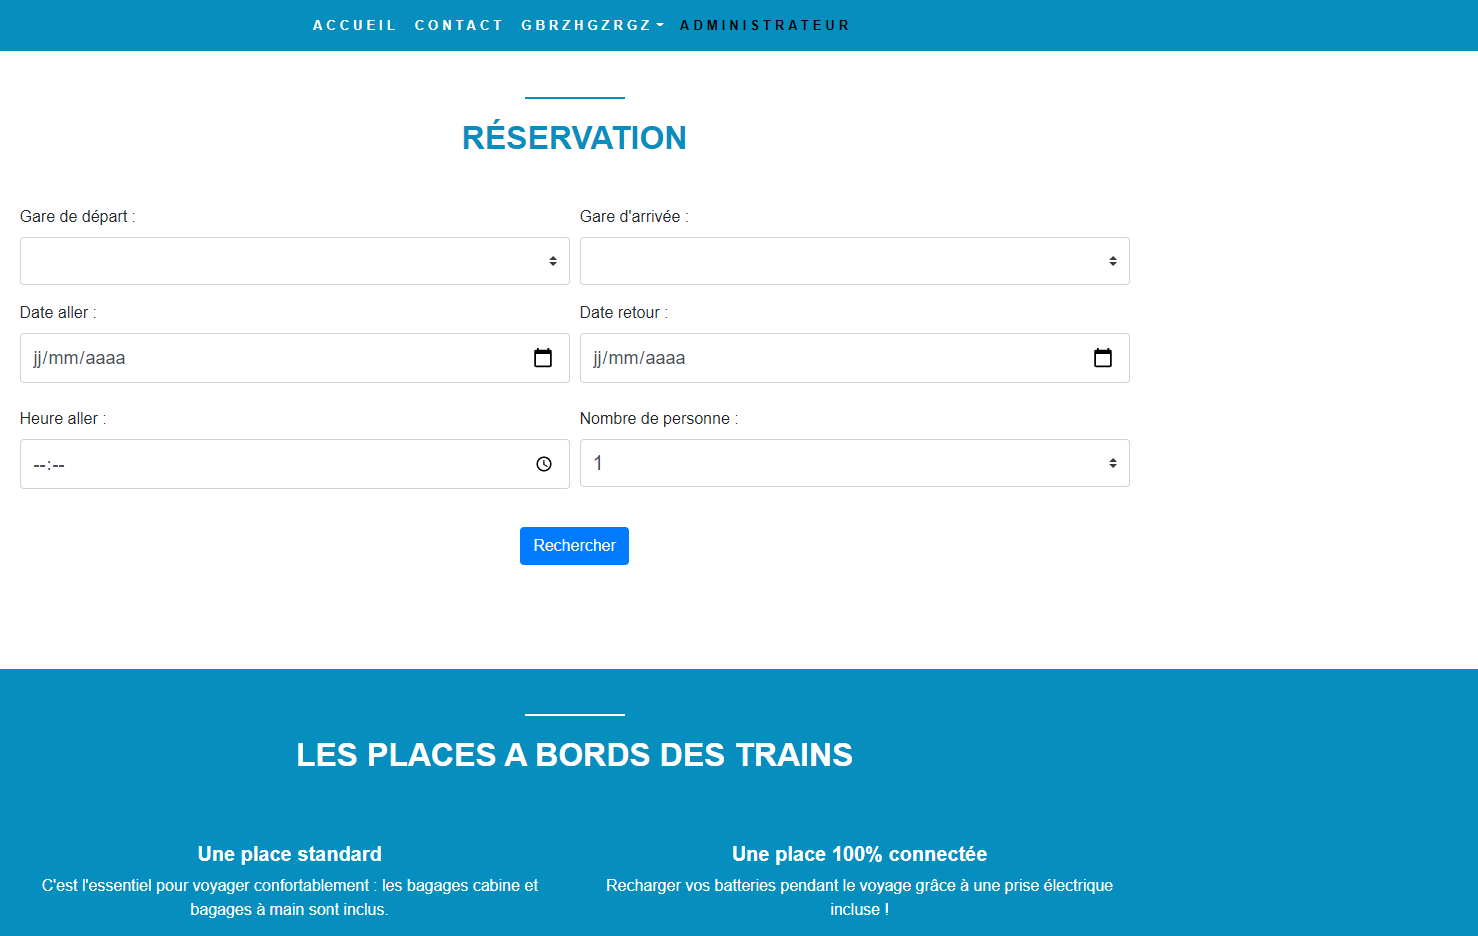 ACCUEIL CONTACT GBRZHGZRGZ ADMINISTRATEUR
RÉSERVATION
Gare de départ : Gare d'arrivée :
Date aller : Date retour :
jj/mm/aaaa jj/mm/aaaa
Heure aller : Nombre de personne :
--:-- 1
Rechercher
LES PLACES A BORDS DES TRAINS
Une place standard
C'est l'essentiel pour voyager confortablement : les bagages cabine et
bagages à main sont inclus.
Une place 100% connectée
Recharger vos batteries pendant le voyage grâce à une prise électrique
incluse !